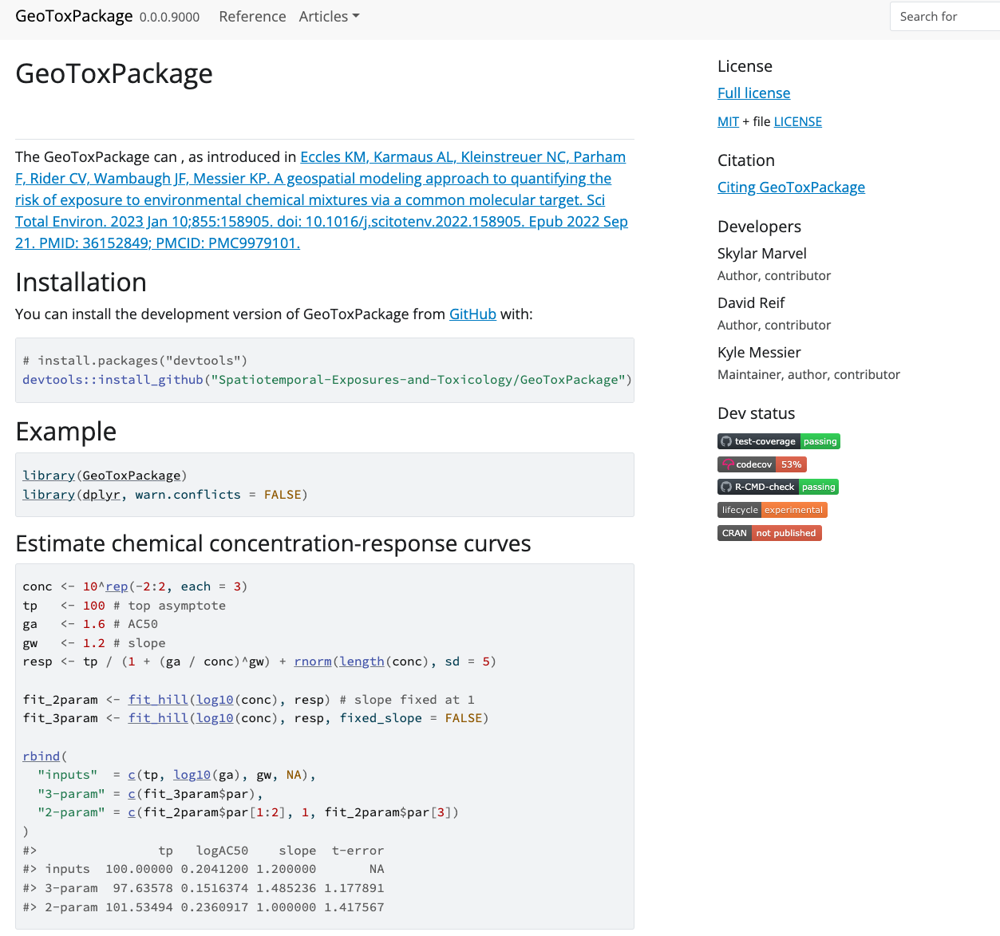 GeoToxPackage 0.0.0.9000 Reference Articles Search for
GeoToxPackage
The GeoToxPackage can , as introduced in Eccles KM, Karmaus AL, Kleinstreuer NC, Parham
F, Rider CV, Wambaugh JF, Messier KP. A geospatial modeling approach to quantifying the
risk of exposure to environmental chemical mixtures via a common molecular target. Sci
Total Environ. 2023 Jan 10;855:158905. doi: 10.1016/j.scitotenv.2022.158905. Epub 2022 Sep
21. PMID: 36152849; PMCID: PMC9979101.
Installation
You can install the development version of GeoToxPackage from GitHub with:
# install.packages("devtools")
devtools::install_github("Spatiotemporal-Exposures-and-Toxicology/GeoToxPackage")
Example
library(GeoToxPackage)
library(dplyr, warn.conflicts = FALSE)
Estimate chemical concentration-response curves
conc <- 10^rep(-2:2, each = 3)
tp   <- 100 # top asymptote
ga   <- 1.6 # AC50
gw   <- 1.2 # slope
resp <- tp / (1 + (ga / conc)^gw) + rnorm(length(conc), sd = 5)
fit_2param <- fit_hill(log10(conc), resp) # slope fixed at 1
fit_3param <- fit_hill(log10(conc), resp, fixed_slope = FALSE)
rbind(
  "inputs"  = c(tp, log10(ga), gw, NA),
  "3-param" = c(fit_3param$par),
  "2-param" = c(fit_2param$par[1:2], 1, fit_2param$par[3])
)
#>                tp   logAC50    slope  t-error
#> inputs  100.00000 0.2041200 1.200000       NA
#> 3-param  97.63578 0.1516374 1.485236 1.177891
#> 2-param 101.53494 0.2360917 1.000000 1.417567
License
Full license
MIT + file LICENSE
Citation
Citing GeoToxPackage
Developers
Skylar Marvel
Author, contributor
David Reif
Author, contributor
Kyle Messier
Maintainer, author, contributor
Dev status
test-coverage passing
codecov 53%
R-CMD-check passing
lifecycle experimental
CRAN not published